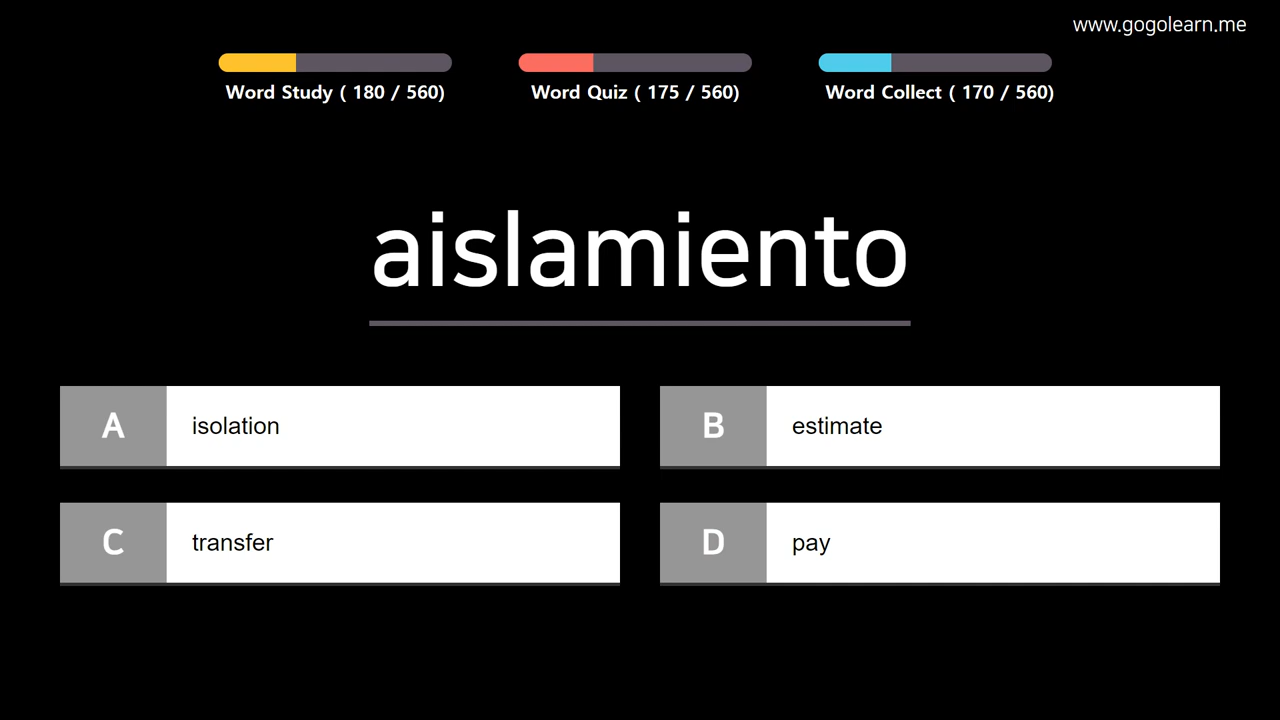 www.gogolearn.me
Word Study ( 180 / 560)
Word Quiz ( 175 / 560)
Word Collect ( 170 / 560)
aislamiento
A isolation
B estimate
C transfer
D pay